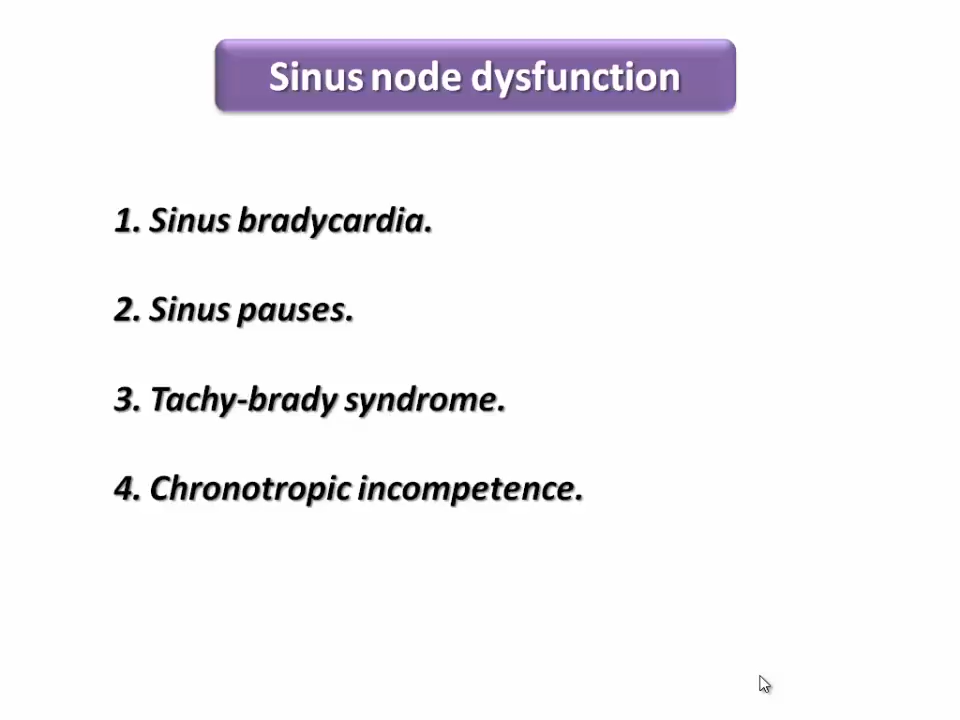 Sinus node dysfunction
1. Sinus bradycardia.
2. Sinus pauses.
3. Tachy-brady syndrome.
4. Chronotropic incompetence.